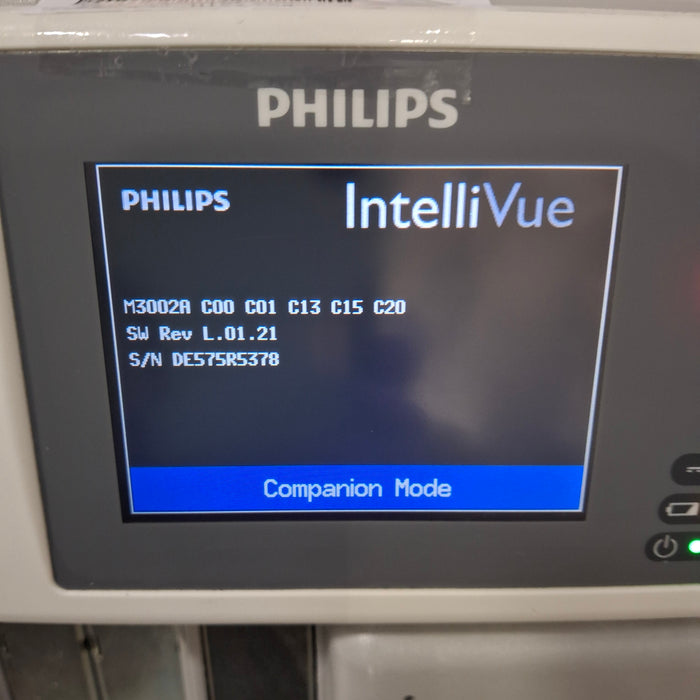 PHILIPS
PHILIPS IntelliVue
M3002A C00 C01 C13 C15 C20
SW Rev L.01.21
S/N DE575R5378
Companion Mode